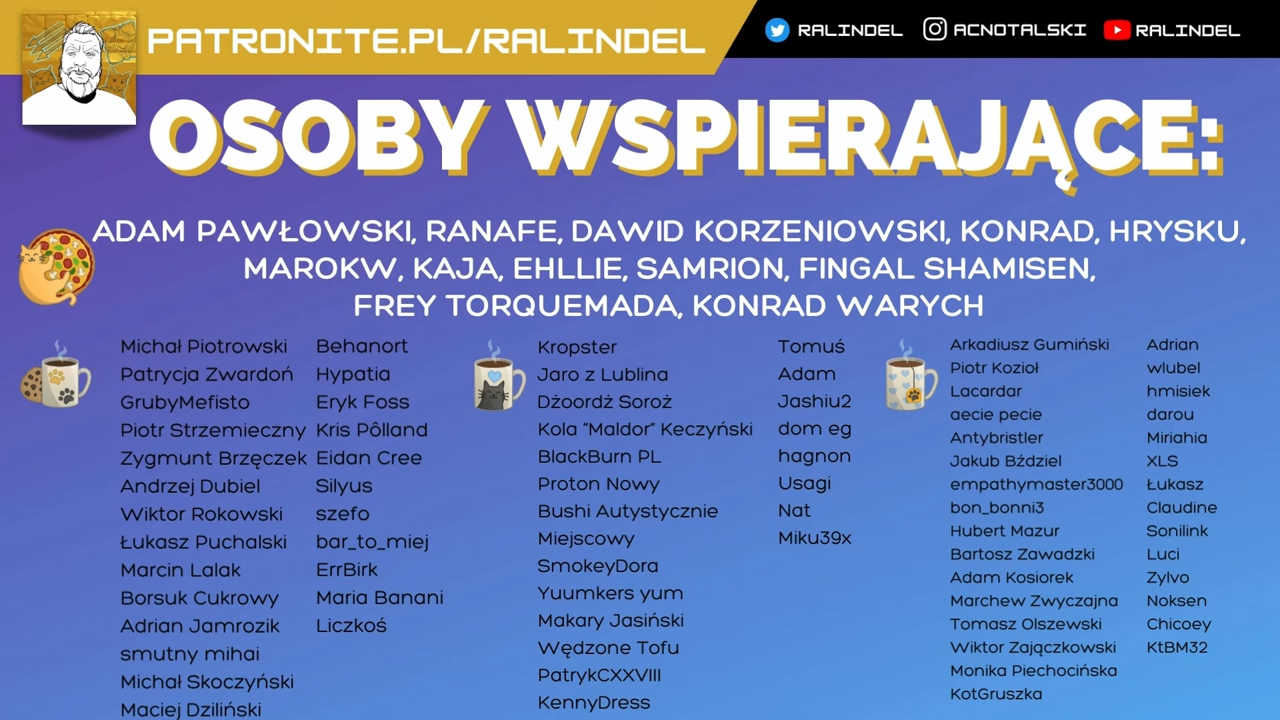 PATRONITE.PL/RALINDEL
RALINDEL
ACNOTALSKI
RALINDEL
OSOBY WSPIERAJĄCE:
ADAM PAWŁOWSKI, RANAFE, DAWID KORZENIOWSKI, KONRAD, HRYSKU,
MAROKW, KAJA, EHLLIE, SAMRION, FINGAL SHAMISEN,
FREY TORQUEMADA, KONRAD WARYCH
Michał Piotrowski
Patrycja Zwardoń
GrubyMefisto
Piotr Strzemieczny
Zygmunt Brzęczek
Andrzej Dubiel
Wiktor Rokowski
Łukasz Puchalski
Marcin Lalak
Borsuk Cukrowy
Adrian Jamrozik
smutny mihai
Michał Skoczyński
Maciej Dziliński
Behanort
Hypatia
Eryk Foss
Kris Pôlland
Eidan Cree
Silyus
szefo
bar_to_miej
ErrBirk
Maria Banani
Liczkoś
Kropster
Jaro z Lublina
Dżoordż Soroż
Kola "Maldor" Keczyński
BlackBurn PL
Proton Nowy
Bushi Autystycznie
Miejscowy
SmokeyDora
Yuumkers yum
Makary Jasiński
Wędzone Tofu
PatrykCXXVIII
KennyDress
Tomuś
Adam
Jashiu2
dom eg
hagnon
Usagi
Nat
Miku39x
Arkadiusz Gumiński
Piotr Kozioł
Lacardar
aecie pecie
Antybristler
Jakub Bździel
empathymaster3000
bon_bonni3
Hubert Mazur
Bartosz Zawadzki
Adam Kosiorek
Marchew Zwyczajna
Tomasz Olszewski
Wiktor Zajączkowski
Monika Piechocińska
KotGruszka
Adrian
wlubel
hmisiek
darou
Miriahia
XLS
Łukasz
Claudine
Sonilink
Luci
Zylvo
Noksen
Chicoey
KtBM32